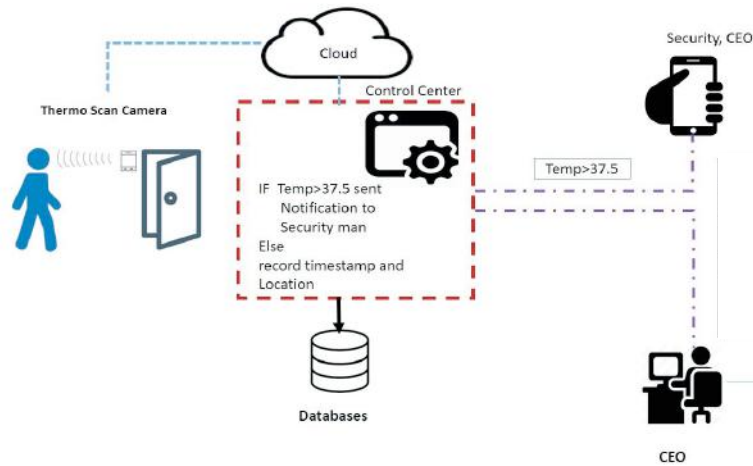 Cloud
Security, CEO
Control Center
Thermo Scan Camera
Temp>37.5
IF Temp>37.5 sent
Notification to
Security man
Else
record timestamp and
Location
Databases
CEO